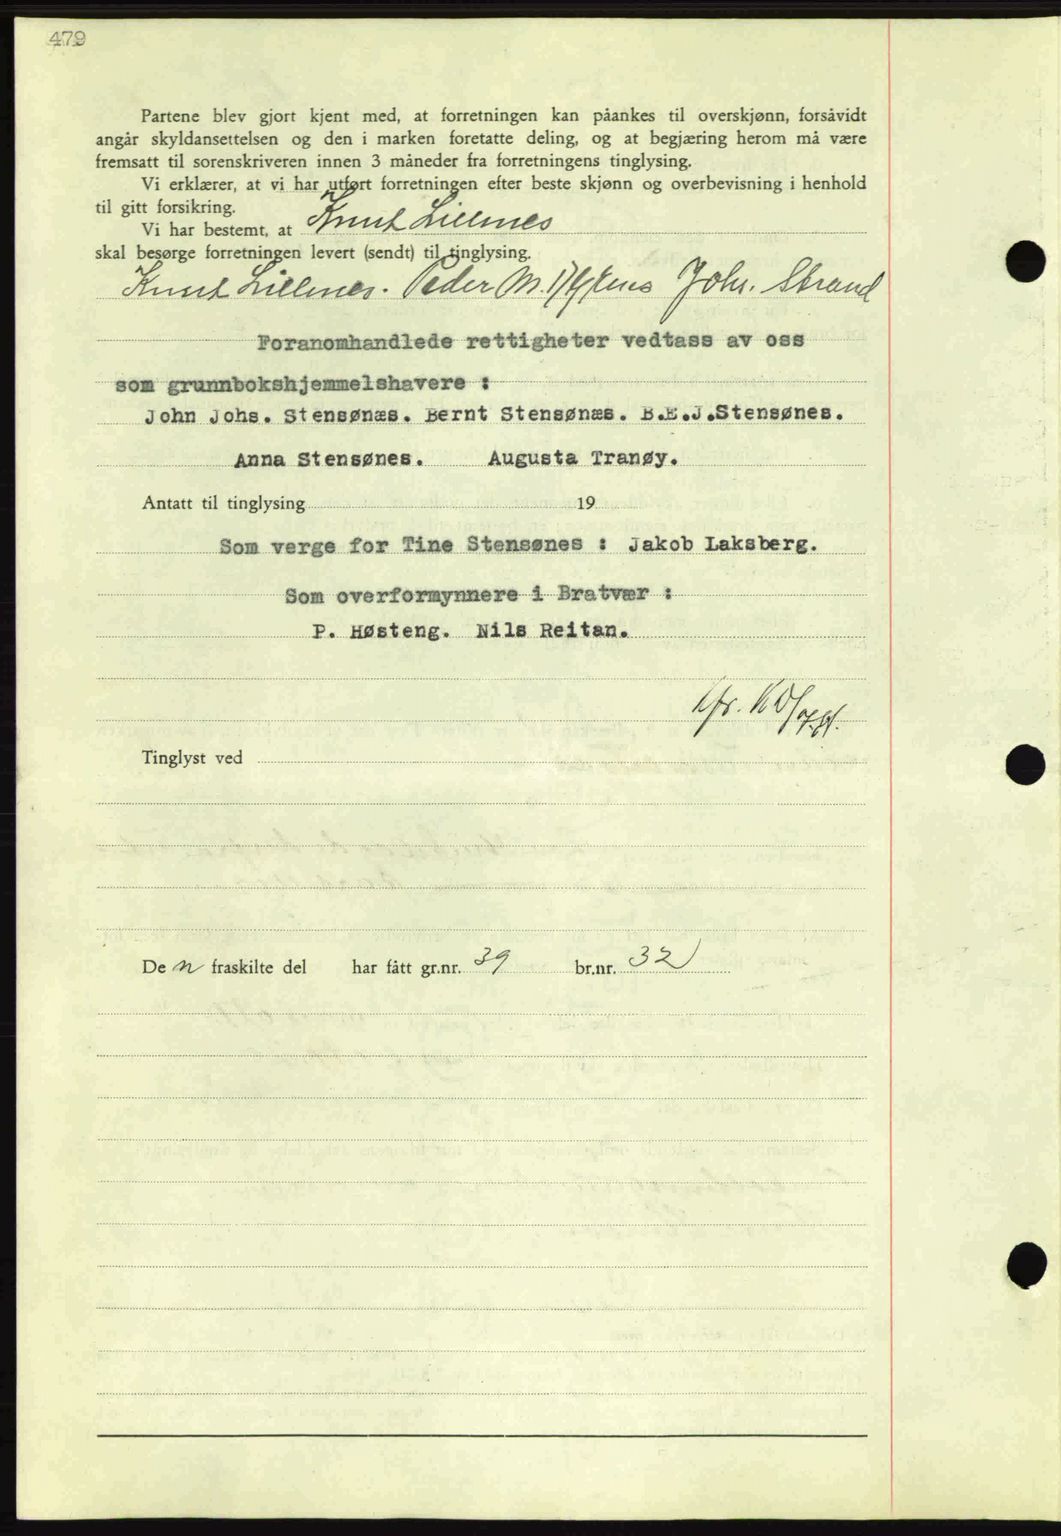 479
Partene blev gjort kjent med, at forretningen kan påankes til overskjønn, forsåvidt
angår skyldansettelsen og den i marken foretatte deling, og at begjæring herom må være
fremsatt til sorenskriveren innen 3 måneder fra forretningens tinglysing.
Vi erklærer, at vi har utført forretningen efter beste skjønn og overbevisning i henhold
til gitt forsikring.
Vi har bestemt, at Knut Lillenes
skal besørge forretningen levert (sendt) til tinglysing.
Knut Lillenes. Peder M. Johs. Strand
Foranomhandlede rettigheter vedtass av oss
som grunnbokshjemmelshavere :
John Johs. Stensønæs. Bernt Stensønæs. B.E.J.Stensønes.
Anna Stensønes. Augusta Tranøy.
Antatt til tinglysing 19
Som verge for Tine Stensønes : Jakob Laksberg.
Som overformynnere i Bratvær :
P. Høsteng. Nils Reitan.
Tinglyst ved
De n fraskilte del har fått gr.nr. 39 br.nr. 32